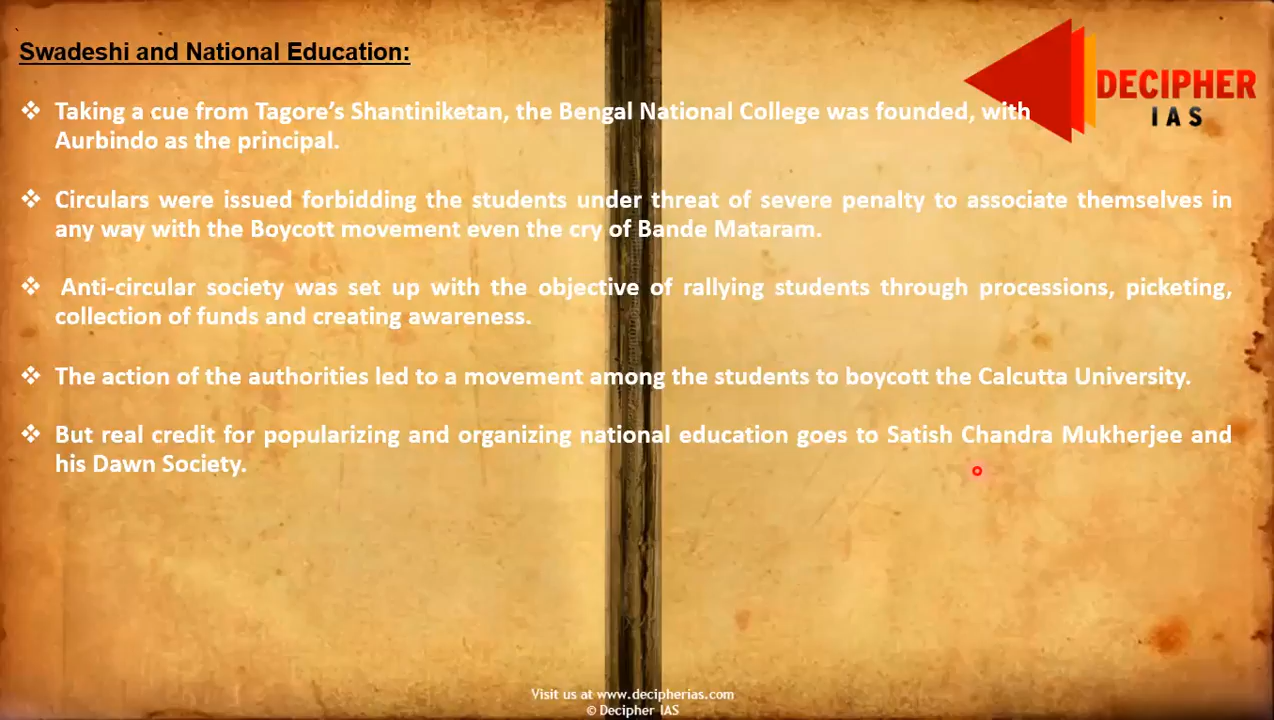 Swadeshi and National Education:
DECIPHER
IAS
❖ Taking a cue from Tagore's Shantiniketan, the Bengal National College was founded, with
Aurbindo as the principal.
❖ Circulars were issued forbidding the students under threat of severe penalty to associate themselves in
any way with the Boycott movement even the cry of Bande Mataram.
❖ Anti-circular society was set up with the objective of rallying students through processions, picketing,
collection of funds and creating awareness.
❖ The action of the authorities led to a movement among the students to boycott the Calcutta University.
❖ But real credit for popularizing and organizing national education goes to Satish Chandra Mukherjee and
his Dawn Society.
Visit us at www.decipherias.com
© Decipher IAS